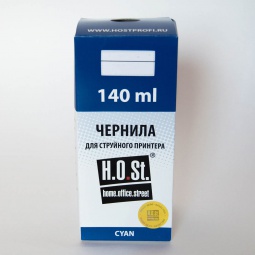 WWW.HOSTPROFI.RU
140 ml
ЧЕРНИЛА
ДЛЯ СТРУЙНОГО ПРИНТЕРА
H.O.St.®
home.office.street
CYAN